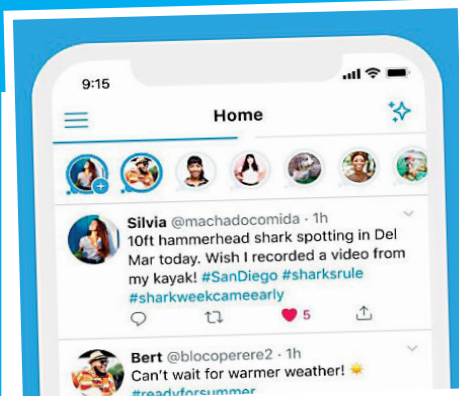 9:15
Home
Silvia @machadocomida · 1h
10ft hammerhead shark spotting in Del
Mar today. Wish I recorded a video from
my kayak! #SanDiego #sharksrule
#sharkweekcameearly
5
Bert @blocoperere2 · 1h
Can't wait for warmer weather! ☀️
#readyforsummer